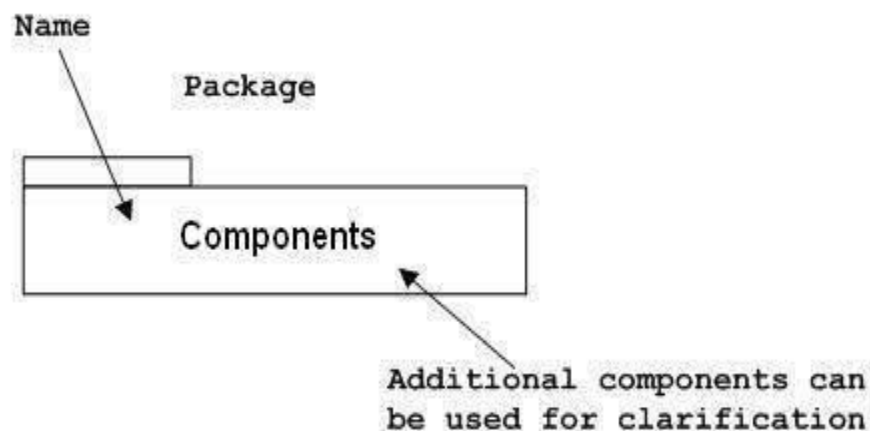 Name
Package
Components
Additional components can
be used for clarification